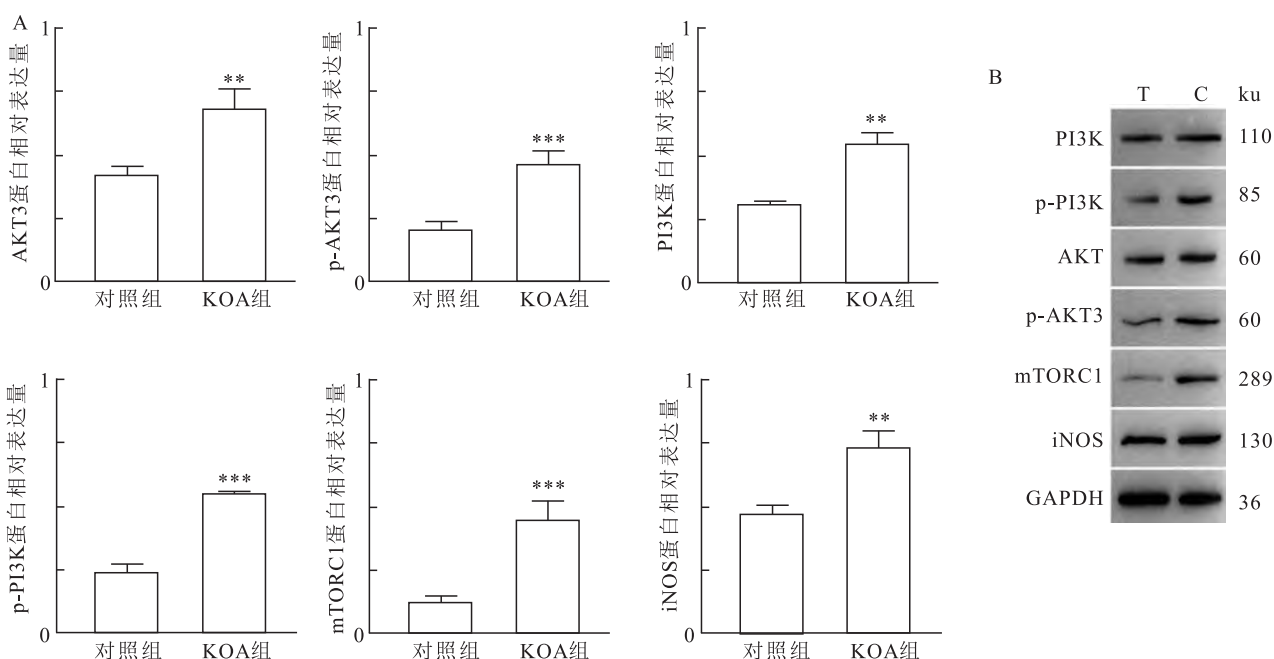 A
1
AKT3蛋白相对表达量
**
0
对照组 KOA组
1
p-AKT3蛋白相对表达量
***
0
对照组 KOA组
1
PI3K蛋白相对表达量
**
0
对照组 KOA组
1
p-PI3K蛋白相对表达量
***
0
对照组 KOA组
1
mTORC1蛋白相对表达量
***
0
对照组 KOA组
1
iNOS蛋白相对表达量
**
0
对照组 KOA组
B
T C ku
PI3K 110
p-PI3K 85
AKT 60
p-AKT3 60
mTORC1 289
iNOS 130
GAPDH 36